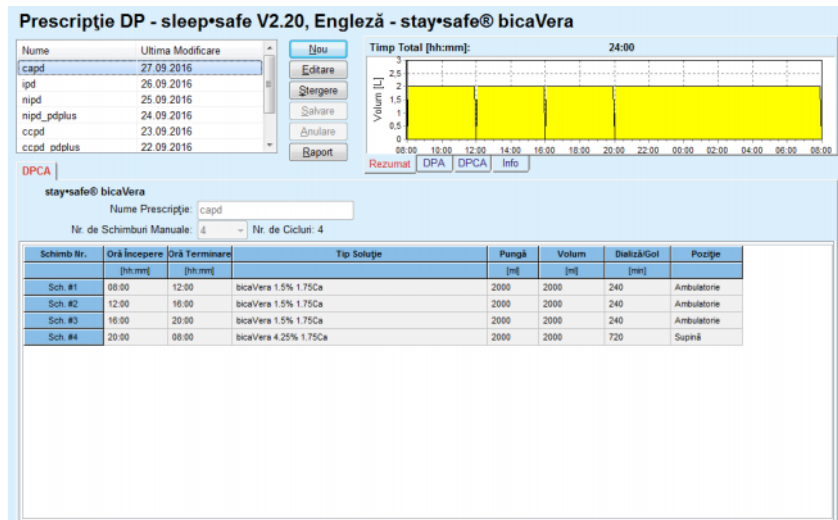 Prescripție DP - sleep•safe V2.20, Engleză - stay•safe® bicaVera
Nume Ultima Modificare
capd 27.09.2016
ipd 26.09.2016
nipd 25.09.2016
nipd_pdplus 24.09.2016
ccpd 23.09.2016
ccpd_pdplus 22.09.2016
Nou
Editare
Stergere
Salvare
Anulare
Raport
Timp Total [hh:mm]: 24:00
Volum [L]
3
2,5
2
1,5
1
0,5
0
08:00 10:00 12:00 14:00 16:00 18:00 20:00 22:00 00:00 02:00 04:00 06:00 08:00
Rezumat DPA DPCA Info
DPCA
stay•safe® bicaVera
Nume Prescripție: capd
Nr. de Schimburi Manuale: 4 Nr. de Cicluri: 4
Schimb Nr. Oră Începere Oră Terminare Tip Soluție Pungă Volum Dializă/Gol Poziție
[hh:mm] [hh:mm] [ml] [ml] [min]
Sch. #1 08:00 12:00 bicaVera 1.5% 1.75Ca 2000 2000 240 Ambulatorie
Sch. #2 12:00 16:00 bicaVera 1.5% 1.75Ca 2000 2000 240 Ambulatorie
Sch. #3 16:00 20:00 bicaVera 1.5% 1.75Ca 2000 2000 240 Ambulatorie
Sch. #4 20:00 08:00 bicaVera 4.25% 1.75Ca 2000 2000 720 Supină